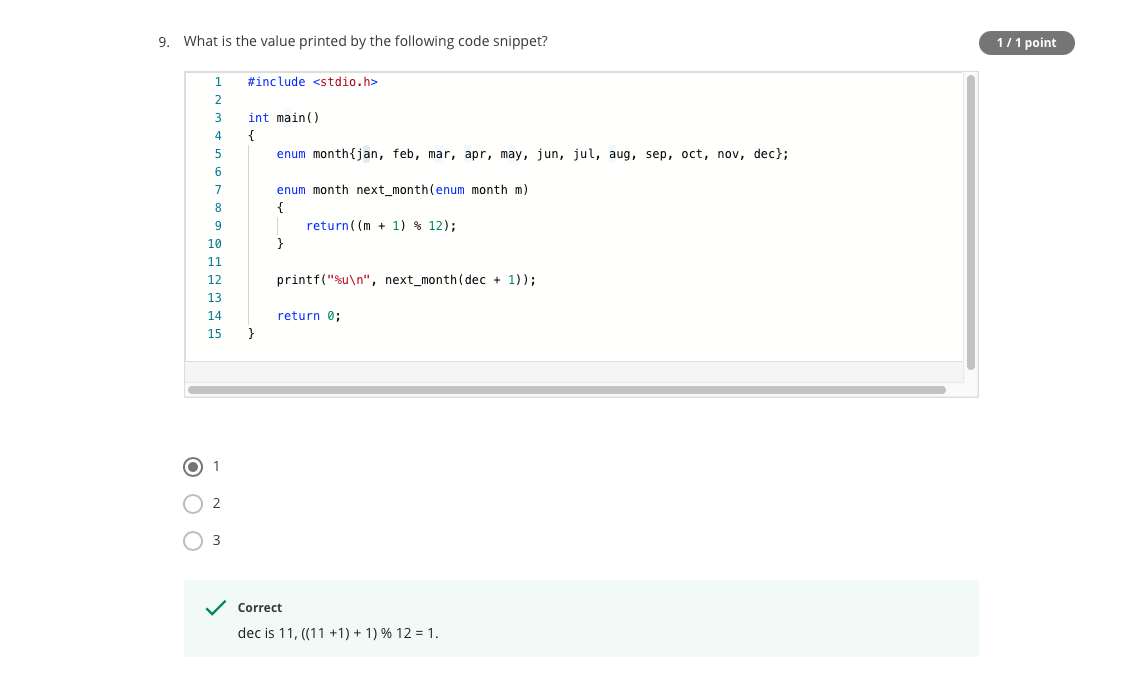 9. What is the value printed by the following code snippet?
1 / 1 point
1 #include <stdio.h>
2
3 int main()
4 {
5     enum month{jan, feb, mar, apr, may, jun, jul, aug, sep, oct, nov, dec};
6
7     enum month next_month(enum month m)
8     {
9         return((m + 1) % 12);
10     }
11
12     printf("%u\n", next_month(dec + 1));
13
14     return 0;
15 }
1
2
3
Correct
dec is 11, ((11 +1) + 1) % 12 = 1.